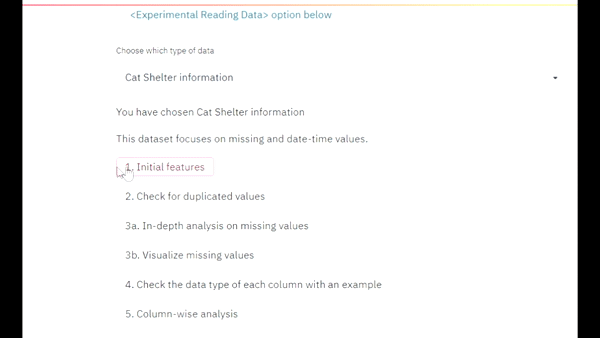 <Experimental Reading Data> option below
Choose which type of data
Cat Shelter information
You have chosen Cat Shelter information
This dataset focuses on missing and date-time values.
1. Initial features
2. Check for duplicated values
3a. In-depth analysis on missing values
3b. Visualize missing values
4. Check the data type of each column with an example
5. Column-wise analysis